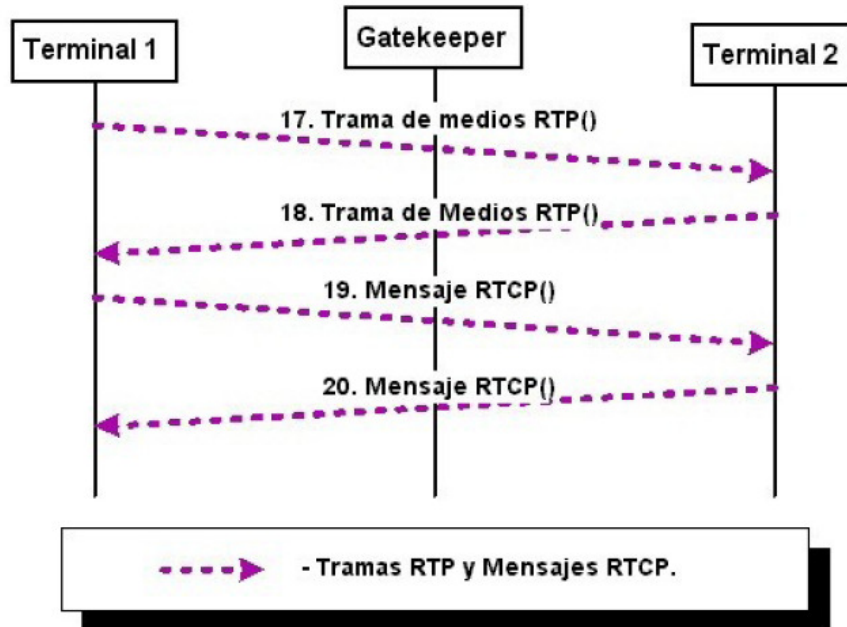 Terminal 1
Gatekeeper
Terminal 2
17. Trama de medios RTP()
18. Trama de Medios RTP()
19. Mensaje RTCP()
20. Mensaje RTCP()
- Tramas RTP y Mensajes RTCP.